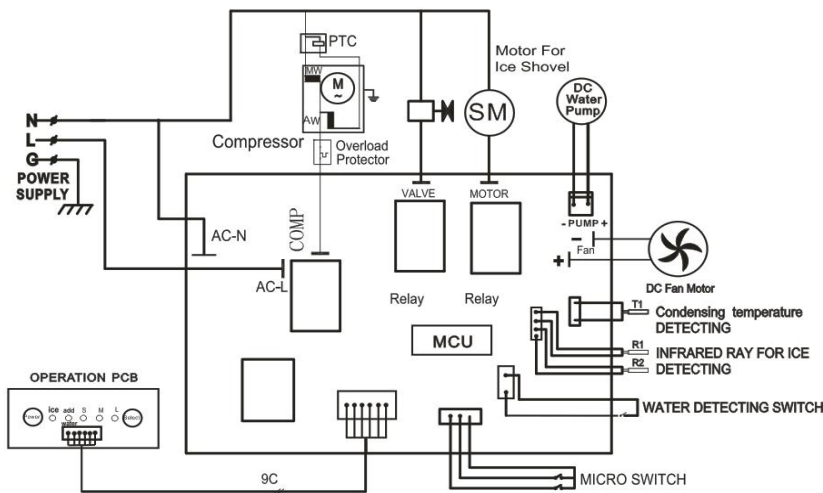 PTC
Motor For
Ice Shovel
MW
M
~
DC
Water
Pump
SM
N
L
G
POWER
SUPPLY
AW
Compressor
Overload
Protector
VALVE
MOTOR
- PUMP +
COMP
AC-N
AC-L
-
Fan
+
DC Fan Motor
Relay
Relay
T1
Condensing temperature
DETECTING
MCU
R1
INFRARED RAY FOR ICE
R2
DETECTING
OPERATION PCB
Power
ice
add
water
S
M
L
Select
WATER DETECTING SWITCH
9C
MICRO SWITCH